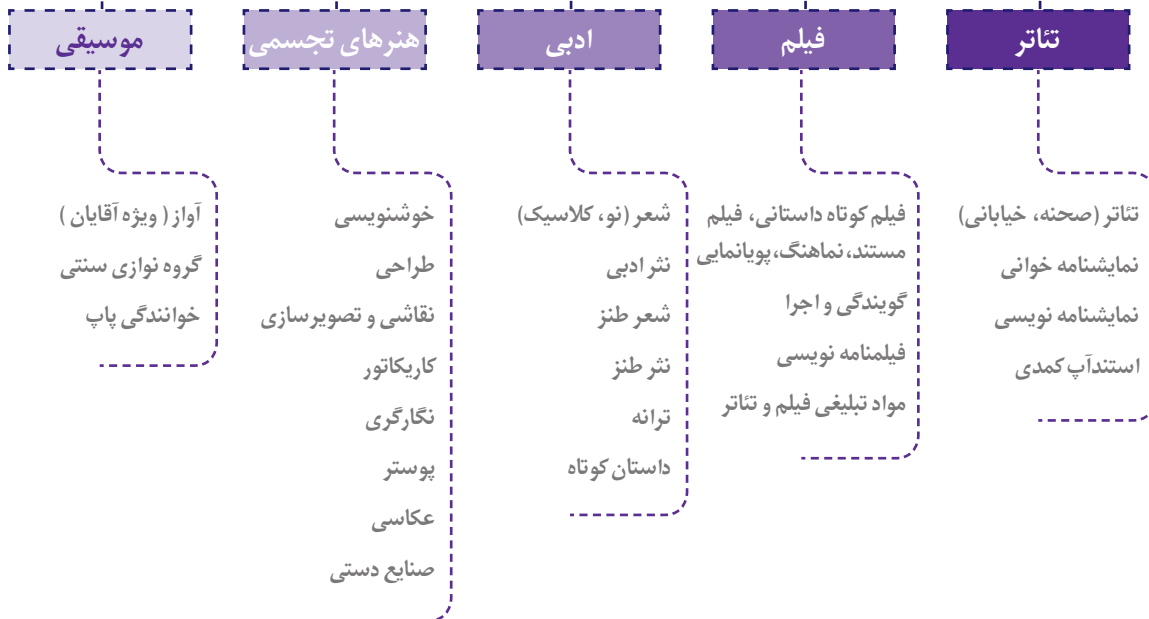 تئاتر
تئاتر (صحنه، خیابانی)
نمایشنامه خوانی
نمایشنامه نویسی
استندآپ کمدی
فیلم
فیلم کوتاه داستانی، فیلم
مستند،نماهنگ،پویانمایی
گویندگی و اجرا
فیلمنامه نویسی
مواد تبلیغی فیلم و تئاتر
ادبی
شعر (نو، کلاسیک)
نثر ادبی
شعر طنز
نثر طنز
ترانه
داستان کوتاه
هنرهای تجسمی
خوشنویسی
طراحی
نقاشی و تصویرسازی
کاریکاتور
نگارگری
پوستر
عکاسی
صنایع دستی
موسیقی
آواز ( ویژه آقایان )
گروه نوازی سنتی
خوانندگی پاپ